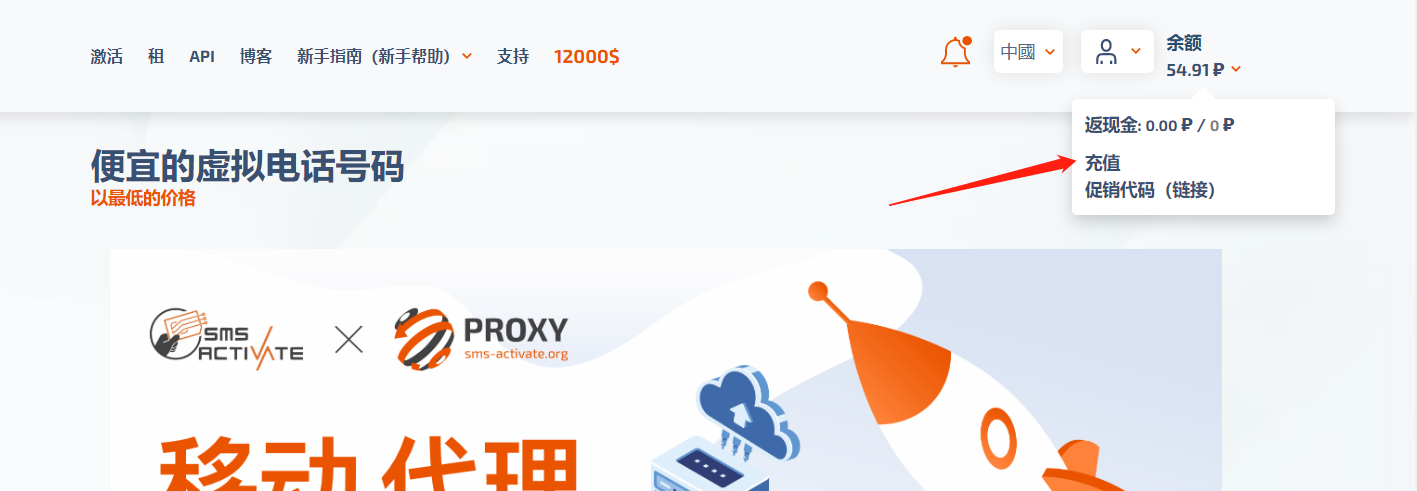 激活 租 API 博客 新手指南（新手帮助） 支持 12000$ 中國 余额
54.91 ₽
返现金: 0.00 ₽ / 0 ₽
充值
促销代码（链接）
便宜的虚拟电话号码
以最低的价格
SMS
ACTIVATE
PROXY
sms-activate.org
移动代理